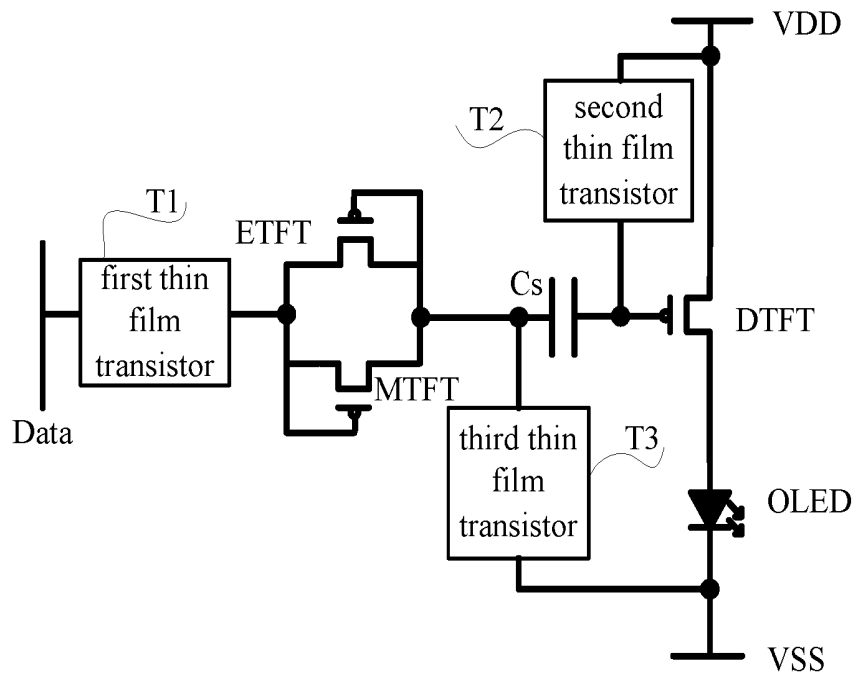 VDD
T2
second
thin film
transistor
T1
ETFT
first thin
film
transistor
Cs
DTFT
MTFT
Data
third thin
film
transistor
T3
OLED
VSS